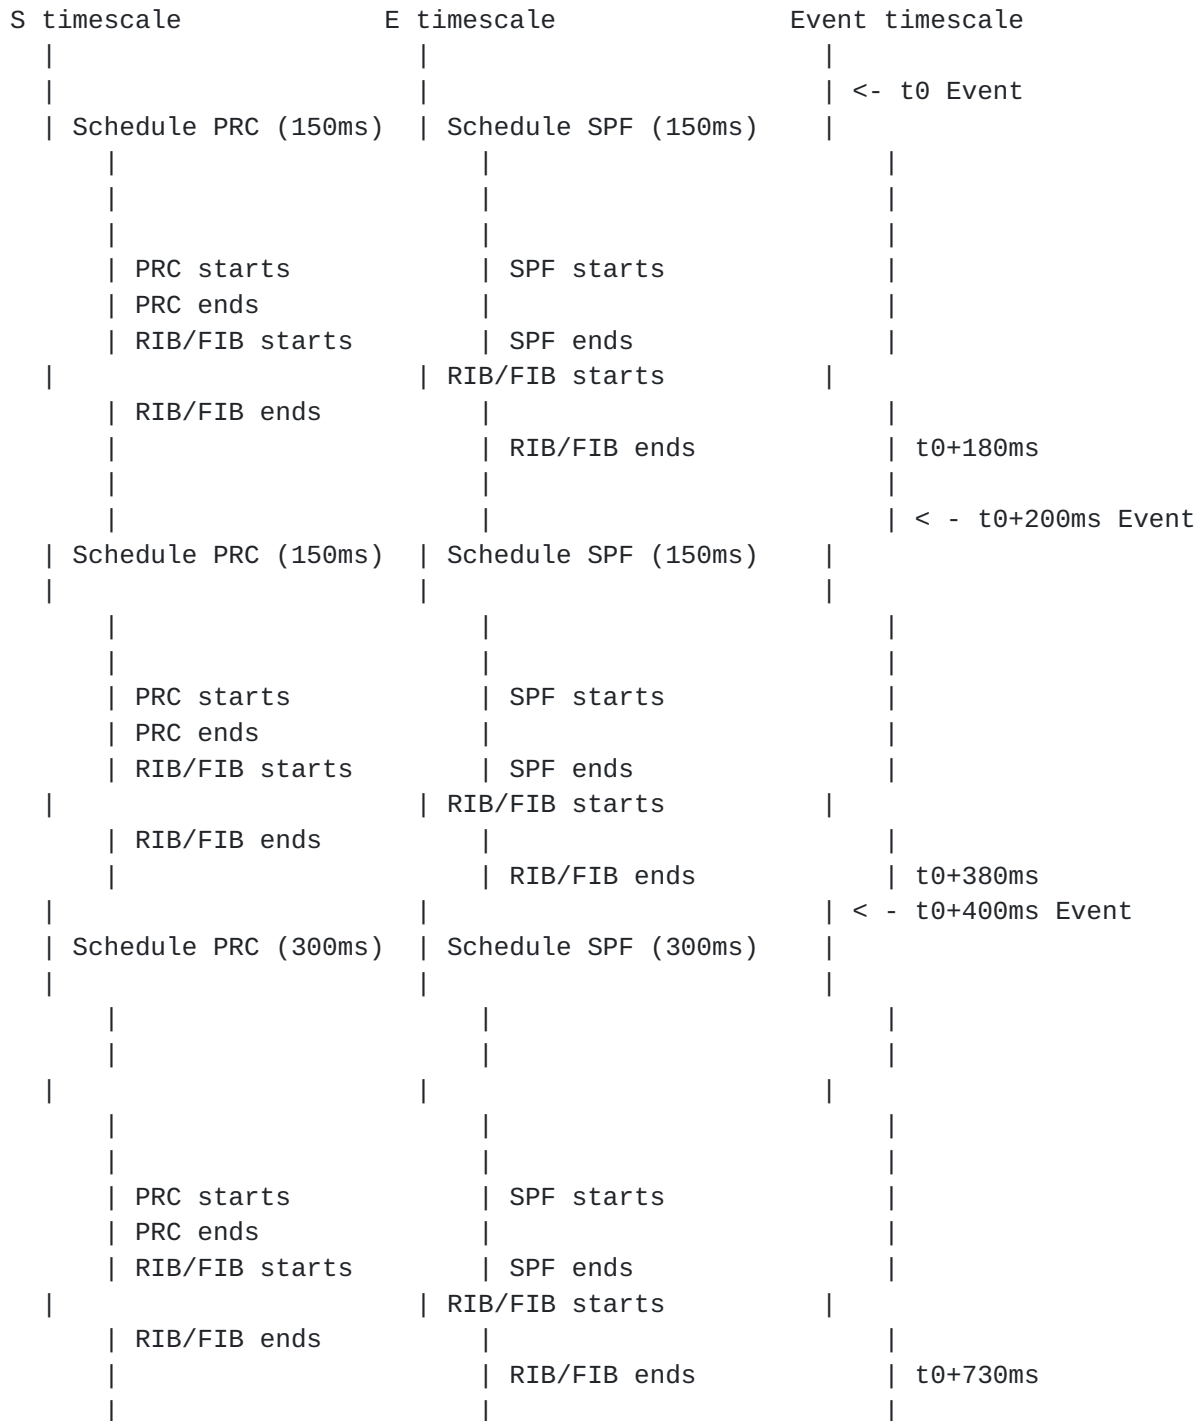 S timescale             E timescale               Event timescale
  |                       |                         |
  |                       |                         | <- t0 Event
  | Schedule PRC (150ms)  | Schedule SPF (150ms)    |
      |                       |                         |
      |                       |                         |
      |                       |                         |
      | PRC starts            | SPF starts              |
      | PRC ends              |                         |
      | RIB/FIB starts        | SPF ends                |
  |                       | RIB/FIB starts          |
      | RIB/FIB ends          |                         |
      |                       | RIB/FIB ends            | t0+180ms
      |                       |                         |
      |                       |                         | < - t0+200ms Event
  | Schedule PRC (150ms)  | Schedule SPF (150ms)    |
  |                       |                         |
      |                       |                         |
      |                       |                         |
      | PRC starts            | SPF starts              |
      | PRC ends              |                         |
      | RIB/FIB starts        | SPF ends                |
  |                       | RIB/FIB starts          |
      | RIB/FIB ends          |                         |
      |                       | RIB/FIB ends            | t0+380ms
  |                       |                         | < - t0+400ms Event
  | Schedule PRC (300ms)  | Schedule SPF (300ms)    |
  |                       |                         |
      |                       |                         |
      |                       |                         |
  |                       |                         |
      |                       |                         |
      |                       |                         |
      | PRC starts            | SPF starts              |
      | PRC ends              |                         |
      | RIB/FIB starts        | SPF ends                |
  |                       | RIB/FIB starts          |
      | RIB/FIB ends          |                         |
      |                       | RIB/FIB ends            | t0+730ms
      |                       |                         |